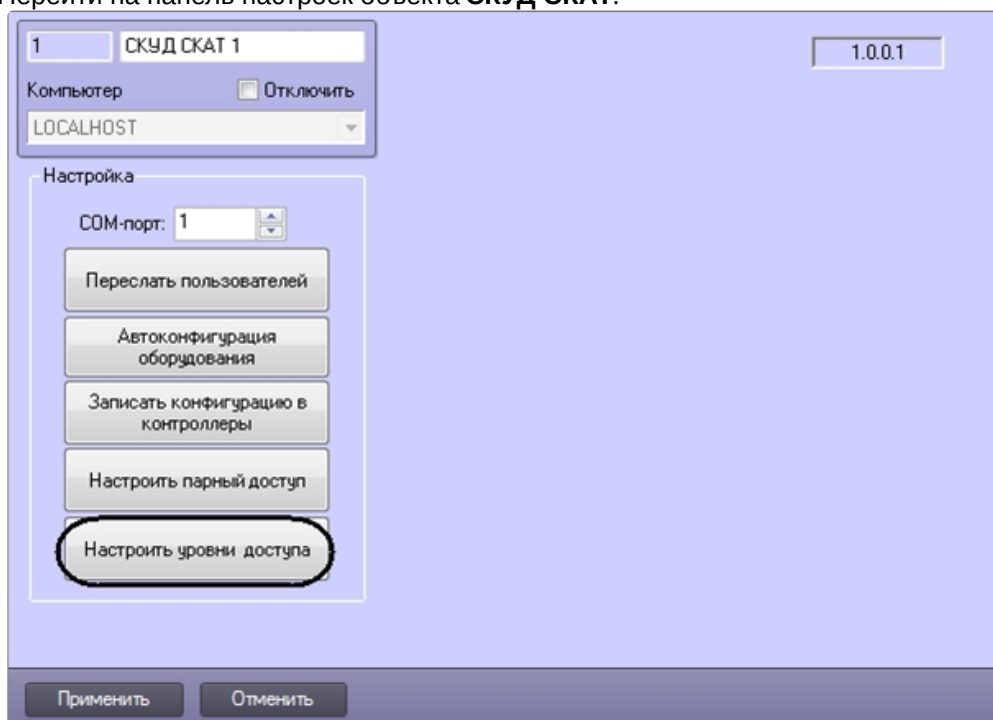 Перейти на панель настроек объекта СКУД СКАТ.
1
СКУД СКАТ 1
1.0.0.1
Компьютер
Отключить
LOCALHOST
Настройка
COM-порт: 1
Переслать пользователей
Автоконфигурация
оборудования
Записать конфигурацию в
контроллеры
Настроить парный доступ
Настроить уровни доступа
Применить
Отменить